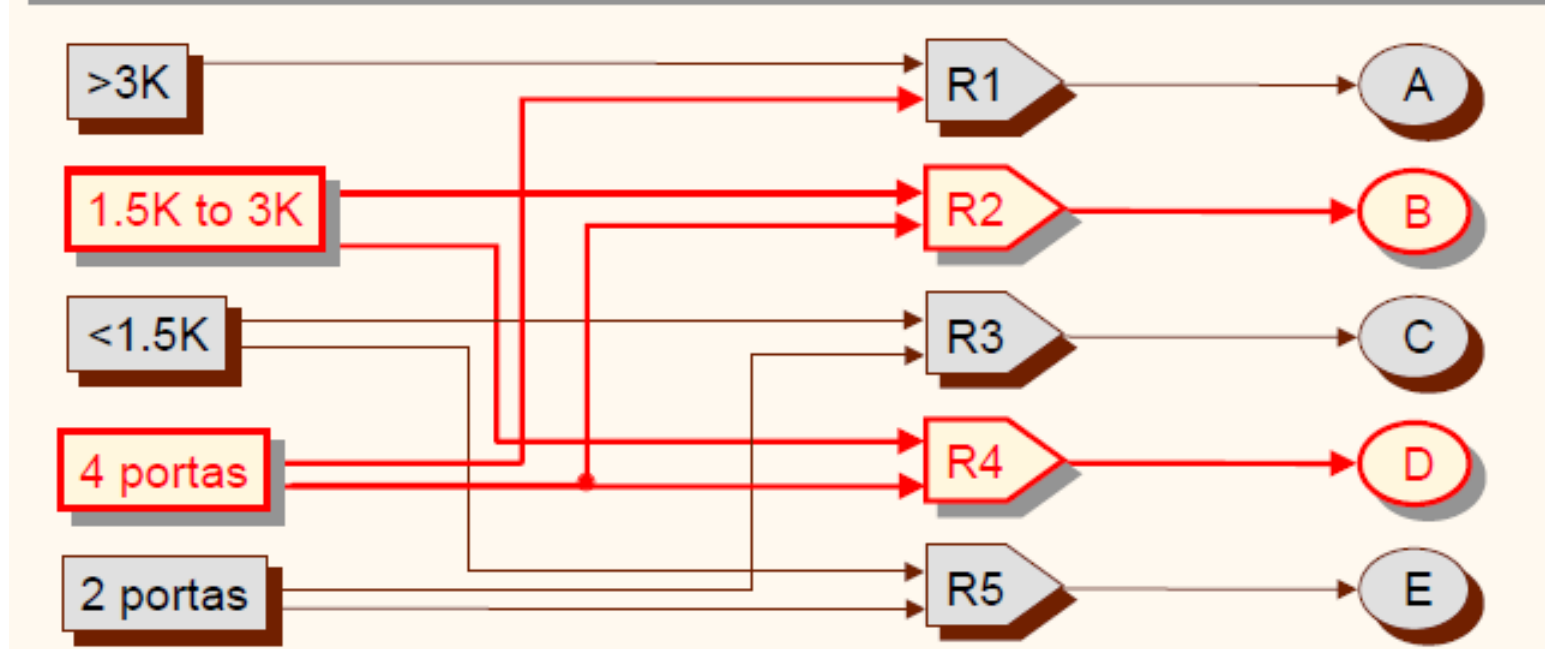 >3K
R1
A
1.5K to 3K
R2
B
<1.5K
R3
C
4 portas
R4
D
2 portas
R5
E